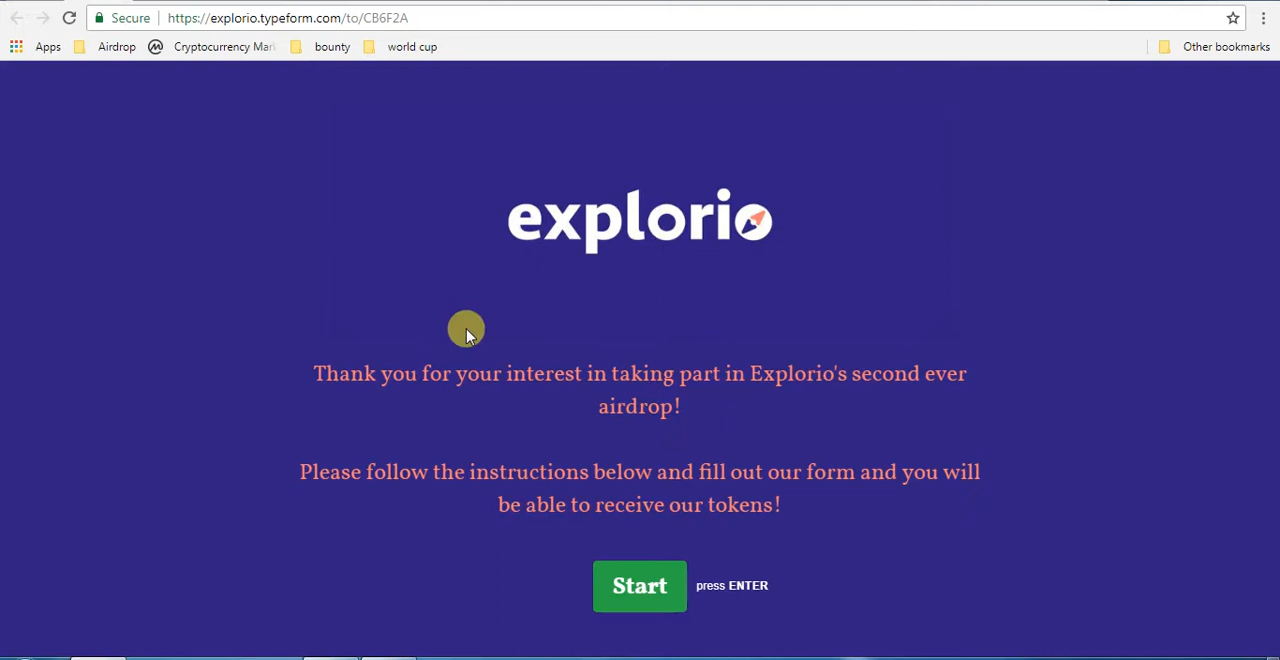 Secure
https://explorio.typeform.com/to/CB6F2A
Apps
Airdrop
Cryptocurrency Mar
bounty
world cup
Other bookmarks
explorio
Thank you for your interest in taking part in Explorio's second ever
airdrop!
Please follow the instructions below and fill out our form and you will
be able to receive our tokens!
Start
press ENTER